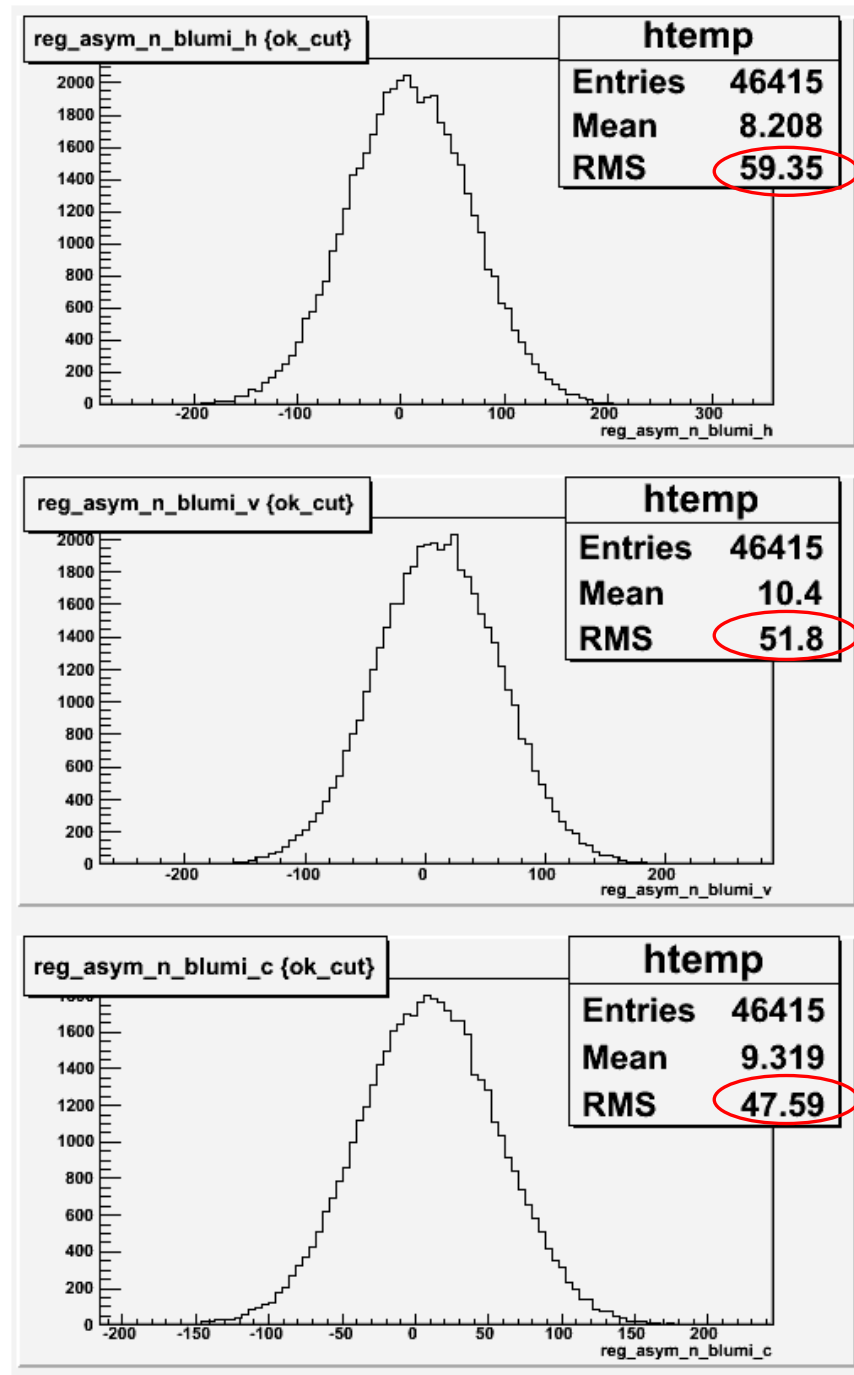 reg_asym_n_blumi_h {ok_cut}
htemp
Entries 46415
Mean 8.208
RMS 59.35
2000
1800
1600
1400
1200
1000
800
600
400
200
0
-200 -100 0 100 200 300
reg_asym_n_blumi_h
reg_asym_n_blumi_v {ok_cut}
htemp
Entries 46415
Mean 10.4
RMS 51.8
2000
1800
1600
1400
1200
1000
800
600
400
200
0
-200 -100 0 100 200
reg_asym_n_blumi_v
reg_asym_n_blumi_c {ok_cut}
htemp
Entries 46415
Mean 9.319
RMS 47.59
1600
1400
1200
1000
800
600
400
200
0
-200 -150 -100 -50 0 50 100 150 200
reg_asym_n_blumi_c